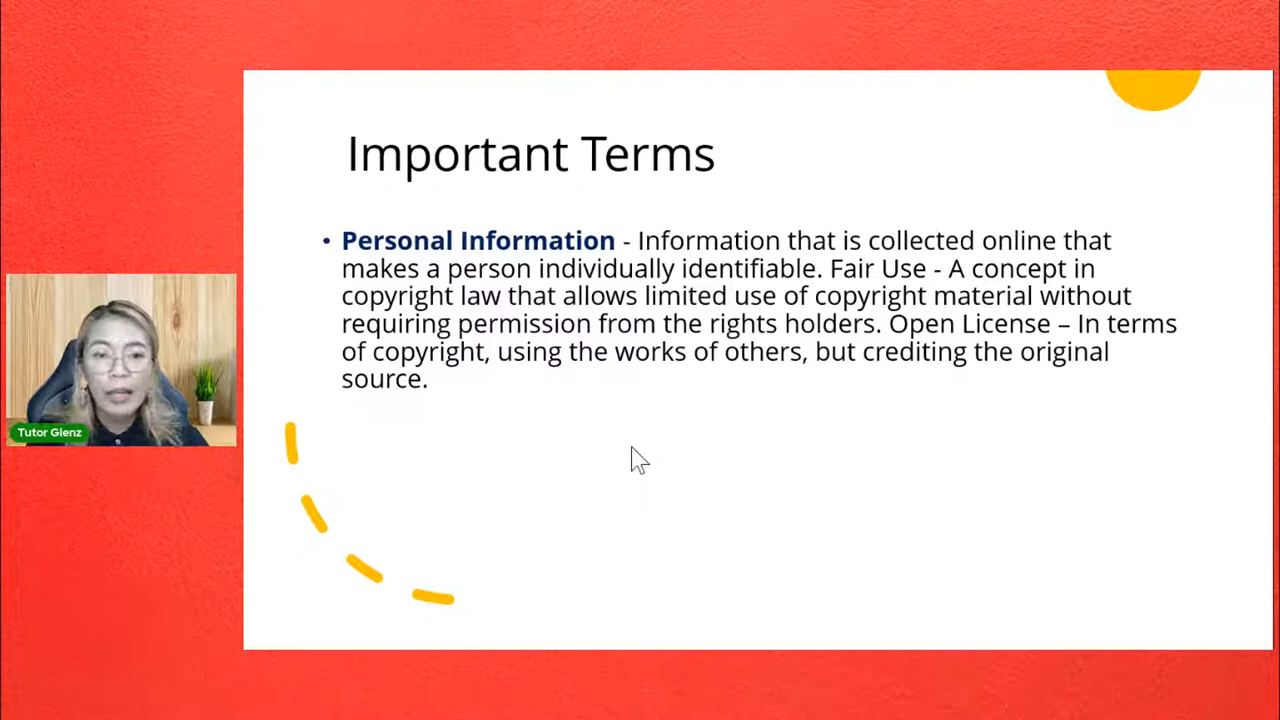 Important Terms
• Personal Information - Information that is collected online that
makes a person individually identifiable. Fair Use - A concept in
copyright law that allows limited use of copyright material without
requiring permission from the rights holders. Open License – In terms
of copyright, using the works of others, but crediting the original
source.
Tutor Glenz